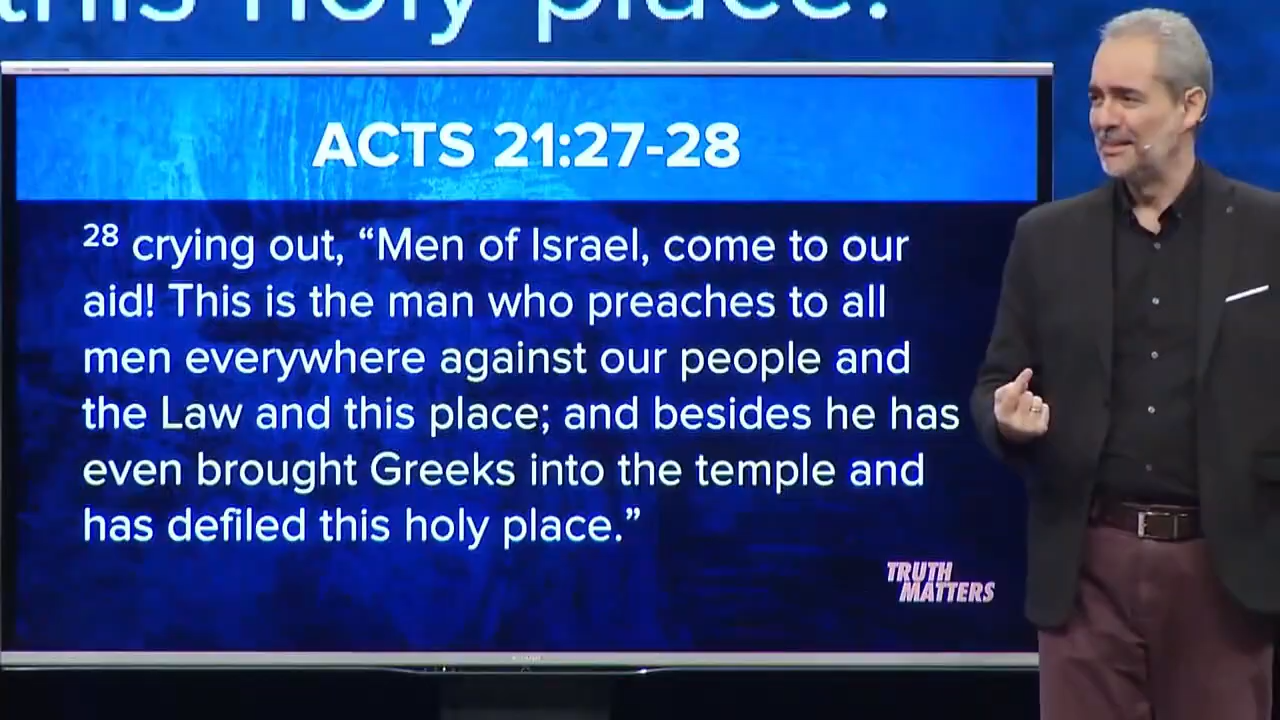 this holy place.
ACTS 21:27-28
28 crying out, “Men of Israel, come to our
aid! This is the man who preaches to all
men everywhere against our people and
the Law and this place; and besides he has
even brought Greeks into the temple and
has defiled this holy place.”
TRUTH
MATTERS